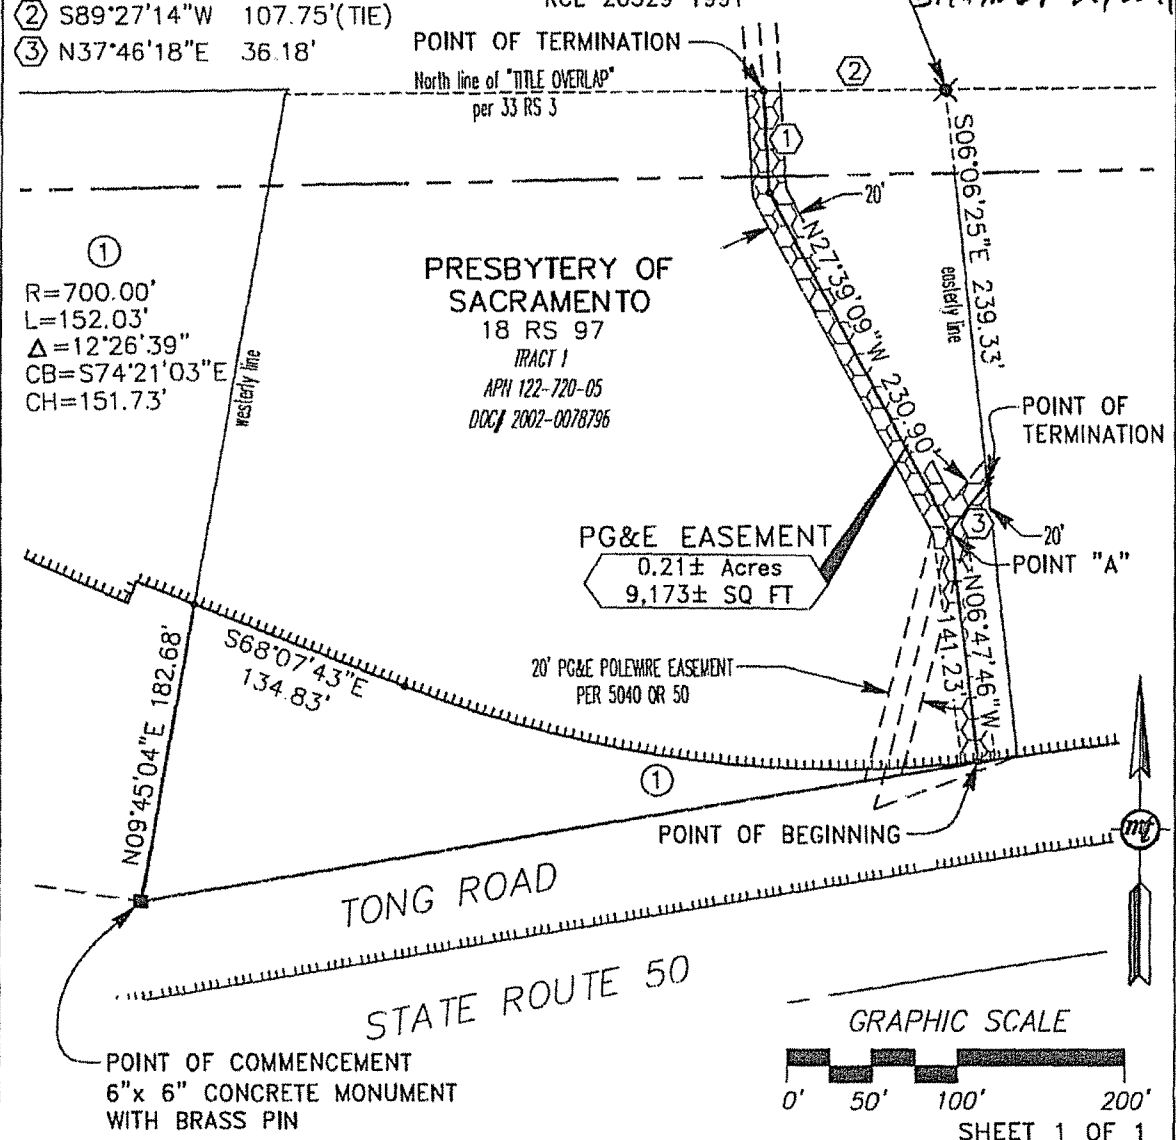 2 S89°27'14"W 107.75'(TIE)
3 N37°46'18"E 36.18'
POINT OF TERMINATION
North line of "TITLE OVERLAP"
per 33 RS 3
2
1
S06°06'25"E 239.33'
easterly line
20'
N27°39'09"W 230.90'
1
R=700.00'
L=152.03'
Δ=12°26'39"
CB=S74°21'03"E
CH=151.73'
westerly line
PRESBYTERY OF
SACRAMENTO
18 RS 97
TRACT 1
APN 122-720-05
DOC# 2002-0078796
POINT OF
TERMINATION
3
20'
POINT "A"
PG&E EASEMENT
0.21± Acres
9,173± SQ FT
N06°47'46"W
141.23'
20' PG&E POLEWIRE EASEMENT
PER 5040 OR 50
S68°07'43"E
134.83'
N09°45'04"E 182.68'
1
POINT OF BEGINNING
mf
TONG ROAD
STATE ROUTE 50
POINT OF COMMENCEMENT
6"x 6" CONCRETE MONUMENT
WITH BRASS PIN
GRAPHIC SCALE
0' 50' 100' 200'
SHEET 1 OF 1